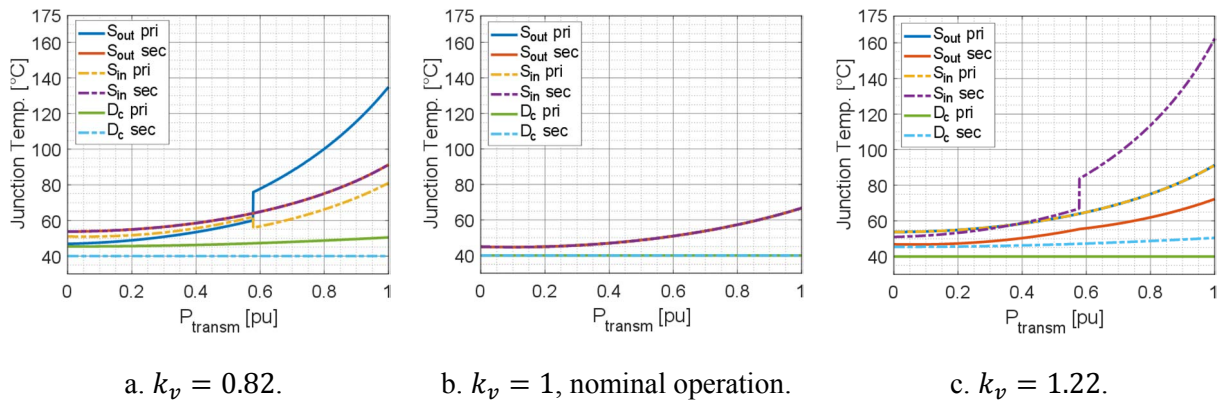 175
160
140
120
100
80
60
40
Junction Temp. [°C]
S_out pri
S_out sec
S_in pri
S_in sec
D_c pri
D_c sec
0 0.2 0.4 0.6 0.8 1
P_transm [pu]
a. k_v = 0.82.
175
160
140
120
100
80
60
40
Junction Temp. [°C]
S_out pri
S_out sec
S_in pri
S_in sec
D_c pri
D_c sec
0 0.2 0.4 0.6 0.8 1
P_transm [pu]
b. k_v = 1, nominal operation.
175
160
140
120
100
80
60
40
Junction Temp. [°C]
S_out pri
S_out sec
S_in pri
S_in sec
D_c pri
D_c sec
0 0.2 0.4 0.6 0.8 1
P_transm [pu]
c. k_v = 1.22.